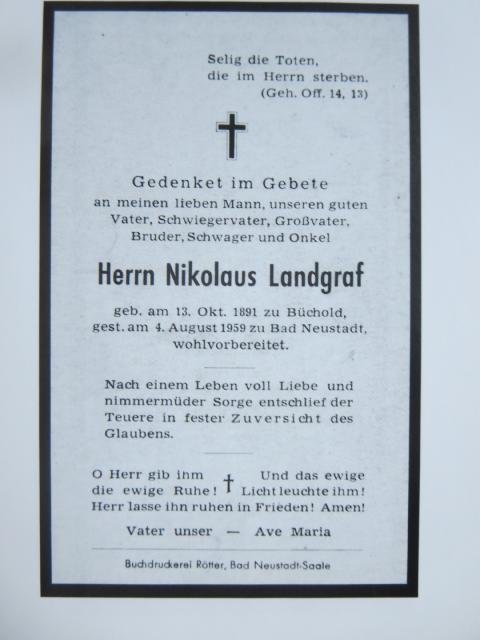 Selig die Toten,
die im Herrn sterben.
(Geh. Off. 14, 13)
Gedenket im Gebete
an meinen lieben Mann, unseren guten
Vater, Schwiegervater, Großvater,
Bruder, Schwager und Onkel
Herrn Nikolaus Landgraf
geb. am 13. Okt. 1891 zu Büchold,
gest. am 4. August 1959 zu Bad Neustadt,
wohlvorbereitet.
Nach einem Leben voll Liebe und
nimmermüder Sorge entschlief der
Teuere in fester Zuversicht des
Glaubens.
O Herr gib ihm Und das ewige
die ewige Ruhe! Licht leuchte ihm!
Herr lasse ihn ruhen in Frieden! Amen!
Vater unser — Ave Maria
Buchdruckerei Rötter, Bad Neustadt-Saale